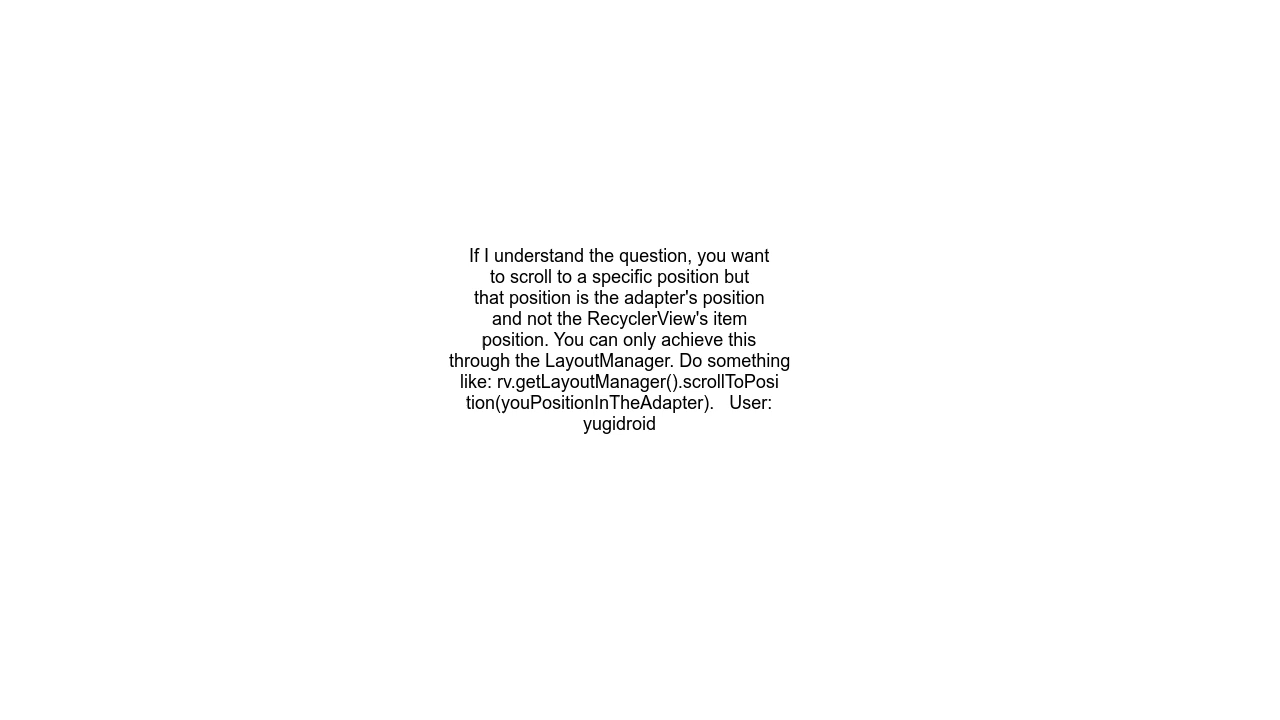 If I understand the question, you want
to scroll to a specific position but
that position is the adapter's position
and not the RecyclerView's item
position. You can only achieve this
through the LayoutManager. Do something
like: rv.getLayoutManager().scrollToPosi
tion(youPositionInTheAdapter).   User:
yugidroid